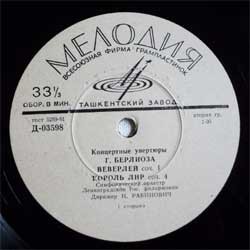 МЕЛОДИЯ
ВСЕСОЮЗНАЯ ФИРМА ГРАМПЛАСТИНОК
33⅓
ОБОР. В МИН.
ТАШКЕНТСКИЙ ЗАВОД
ГОСТ 5289-61
Д-03598
вторая гр.
Концертные увертюры
Г. БЕРЛИОЗА
ВЕВЕРЛЕЙ соч. 1
КОРОЛЬ ЛИР соч. 4
Симфонический оркестр
Ленинградской Гос. филармонии
Дирижер Н. РАБИНОВИЧ
1 сторона